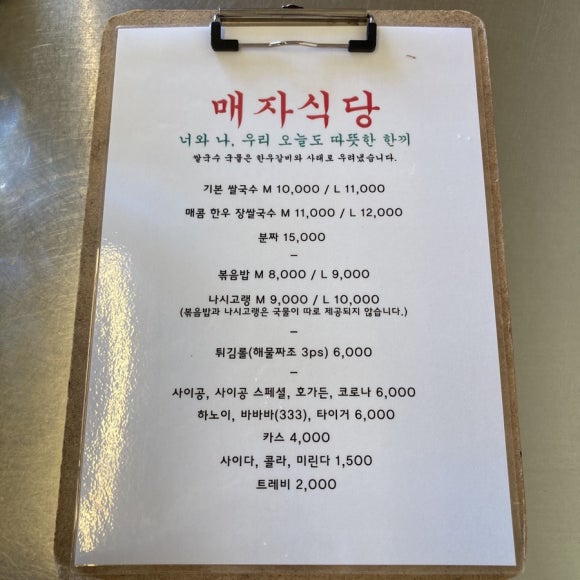 매자식당
너와 나, 우리 오늘도 따뜻한 한끼
쌀국수 국물은 한우갈비와 사태로 우려냈습니다.
기본 쌀국수 M 10,000 / L 11,000
매콤 한우 장쌀국수 M 11,000 / L 12,000
분짜 15,000
–
볶음밥 M 8,000 / L 9,000
나시고랭 M 9,000 / L 10,000
(볶음밥과 나시고랭은 국물이 따로 제공되지 않습니다.)
–
튀김롤(해물짜조 3ps) 6,000
–
사이공, 사이공 스페셜, 호가든, 코로나 6,000
하노이, 바바바(333), 타이거 6,000
카스 4,000
사이다, 콜라, 미린다 1,500
트레비 2,000